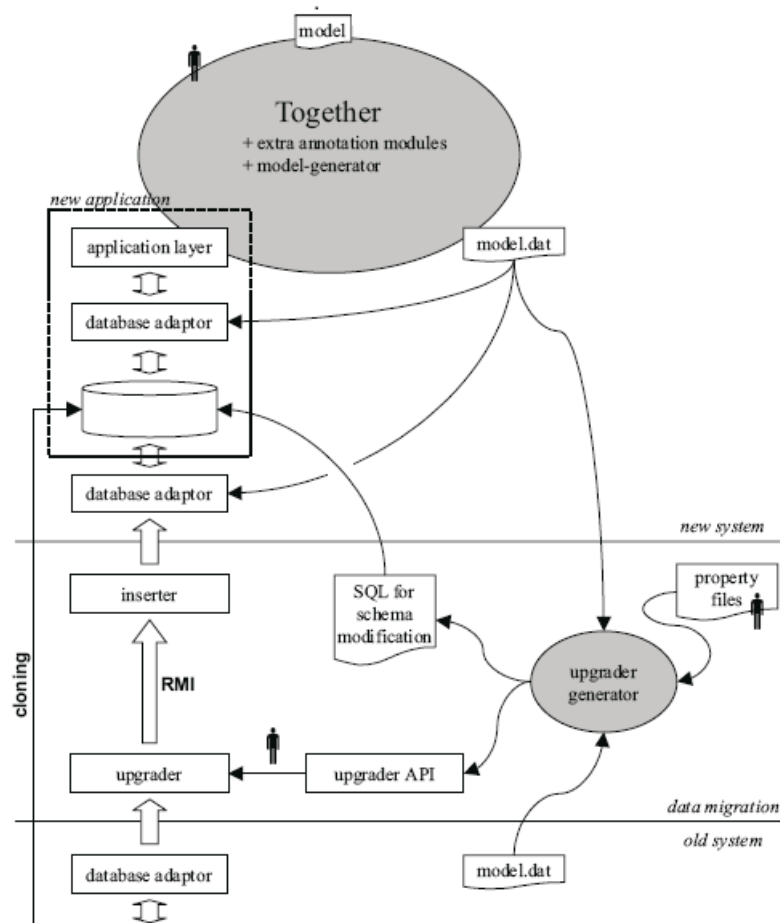 model
Together
+ extra annotation modules
+ model-generator
new application
application layer
model.dat
database adaptor
database adaptor
new system
inserter
SQL for
schema
modification
property
files
upgrader
generator
cloning
RMI
upgrader
upgrader API
data migration
old system
model.dat
database adaptor